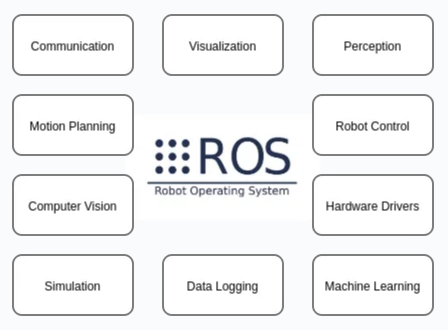 Communication
Visualization
Perception
Motion Planning
Robot Control
ROS
Robot Operating System
Computer Vision
Hardware Drivers
Simulation
Data Logging
Machine Learning